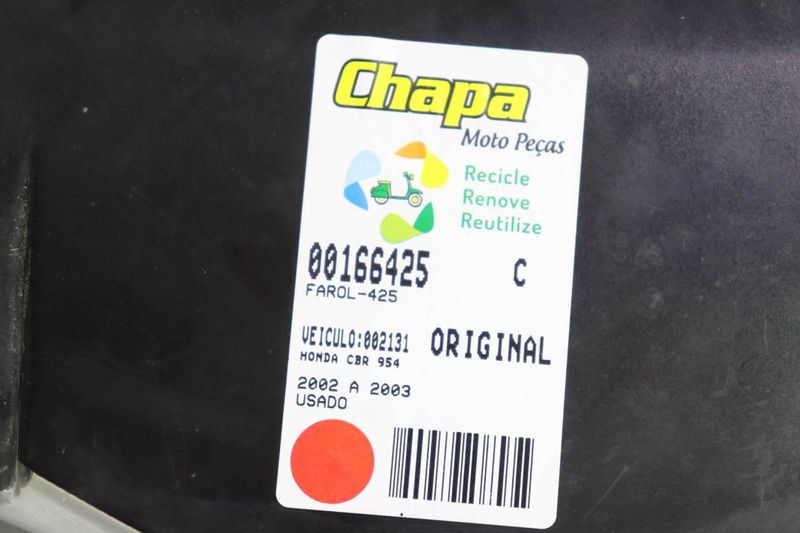 Chapa
Moto Peças
Recicle
Renove
Reutilize
00166425 C
FAROL-425
VEICULO:002131 ORIGINAL
HONDA CBR 954
2002 A 2003
USADO